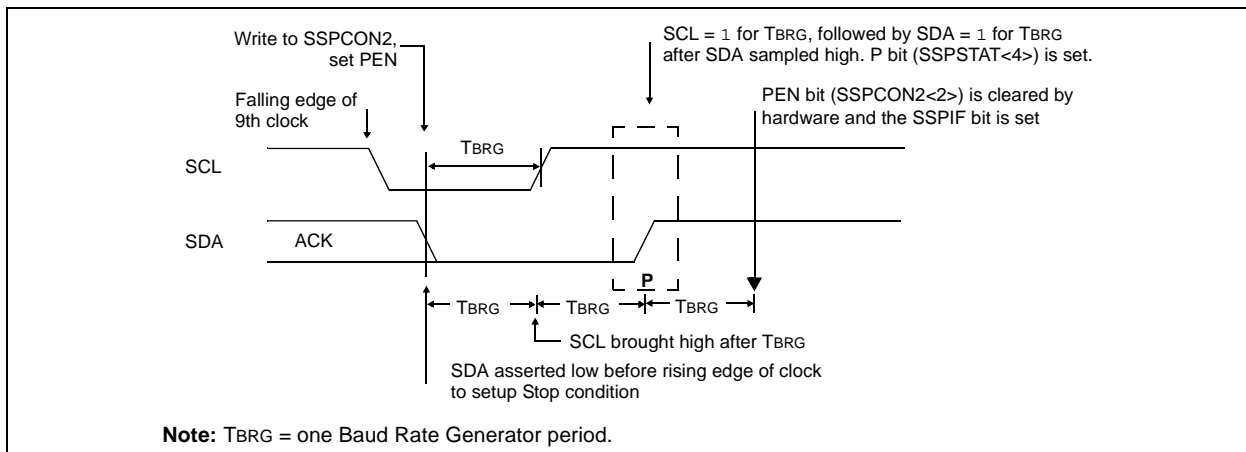 Write to SSPCON2,
set PEN
SCL = 1 for TBRG, followed by SDA = 1 for TBRG
after SDA sampled high. P bit (SSPSTAT<4>) is set.
Falling edge of
9th clock
PEN bit (SSPCON2<2>) is cleared by
hardware and the SSPIF bit is set
TBRG
SCL
SDA
ACK
P
TBRG
TBRG
TBRG
SCL brought high after TBRG
SDA asserted low before rising edge of clock
to setup Stop condition
Note: TBRG = one Baud Rate Generator period.